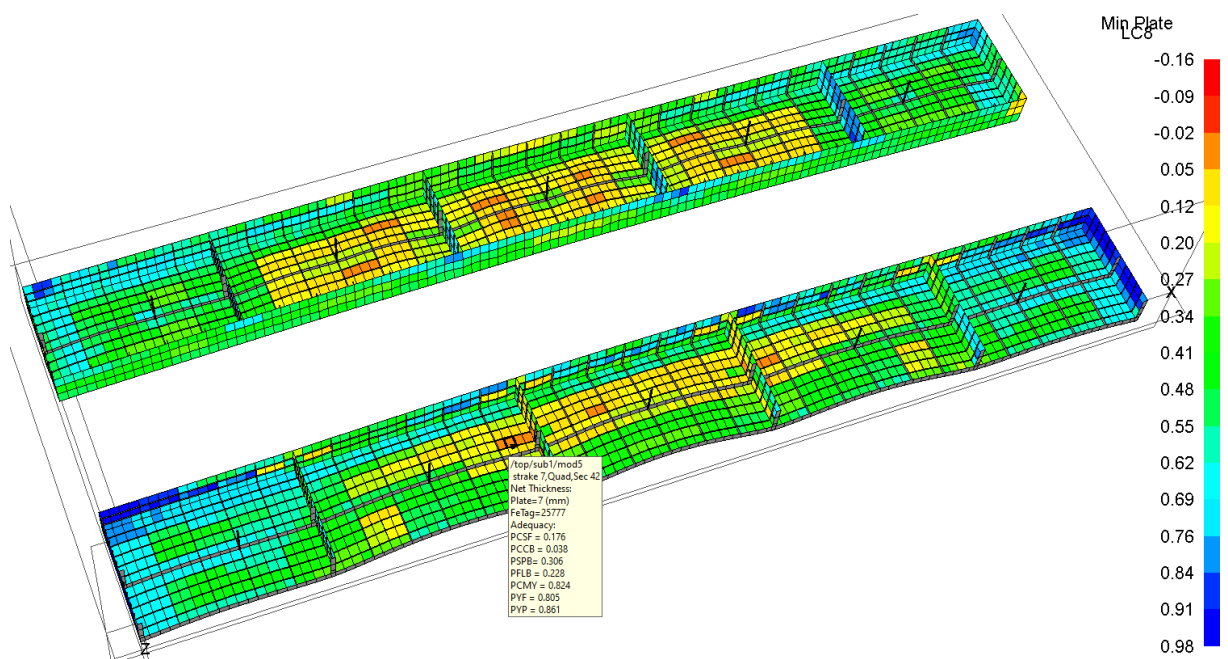 Min Plate
LC8
-0.16
-0.09
-0.02
0.05
0.12
0.20
0.27
0.34
0.41
0.48
0.55
0.62
0.69
0.76
0.84
0.91
0.98
X
/top/sub1/mod5
strake 7,Quad,Sec 42
Net Thickness:
Plate=7 (mm)
FeTag=25777
Adequacy:
PCSF = 0.176
PCCB = 0.038
PSPB= 0.306
PFLB = 0.228
PCMY = 0.824
PYF = 0.805
PYP = 0.861
Z